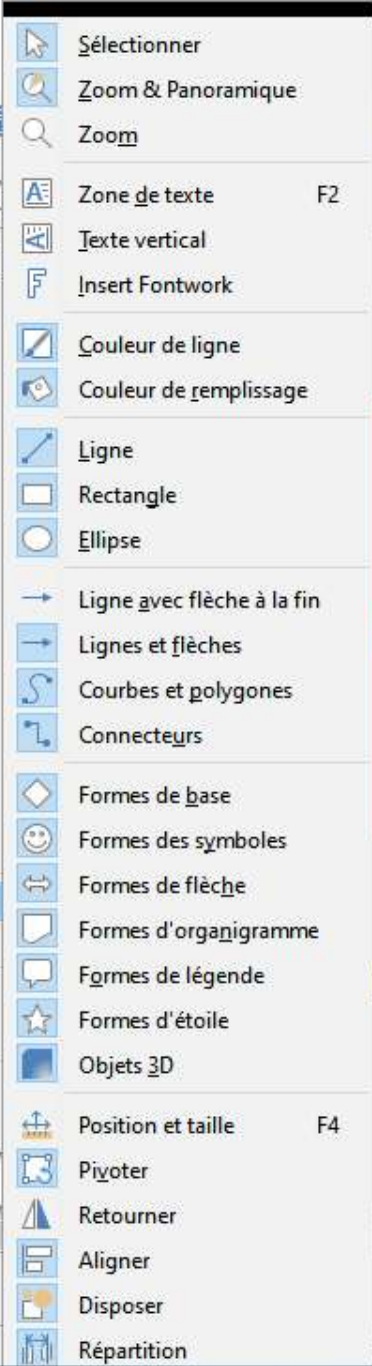 Sélectionner
Zoom & Panoramique
Zoom
Zone de texte F2
Texte vertical
Insert Fontwork
Couleur de ligne
Couleur de remplissage
Ligne
Rectangle
Ellipse
Ligne avec flèche à la fin
Lignes et flèches
Courbes et polygones
Connecteurs
Formes de base
Formes des symboles
Formes de flèche
Formes d'organigramme
Formes de légende
Formes d'étoile
Objets 3D
Position et taille F4
Pivoter
Retourner
Aligner
Disposer
Répartition